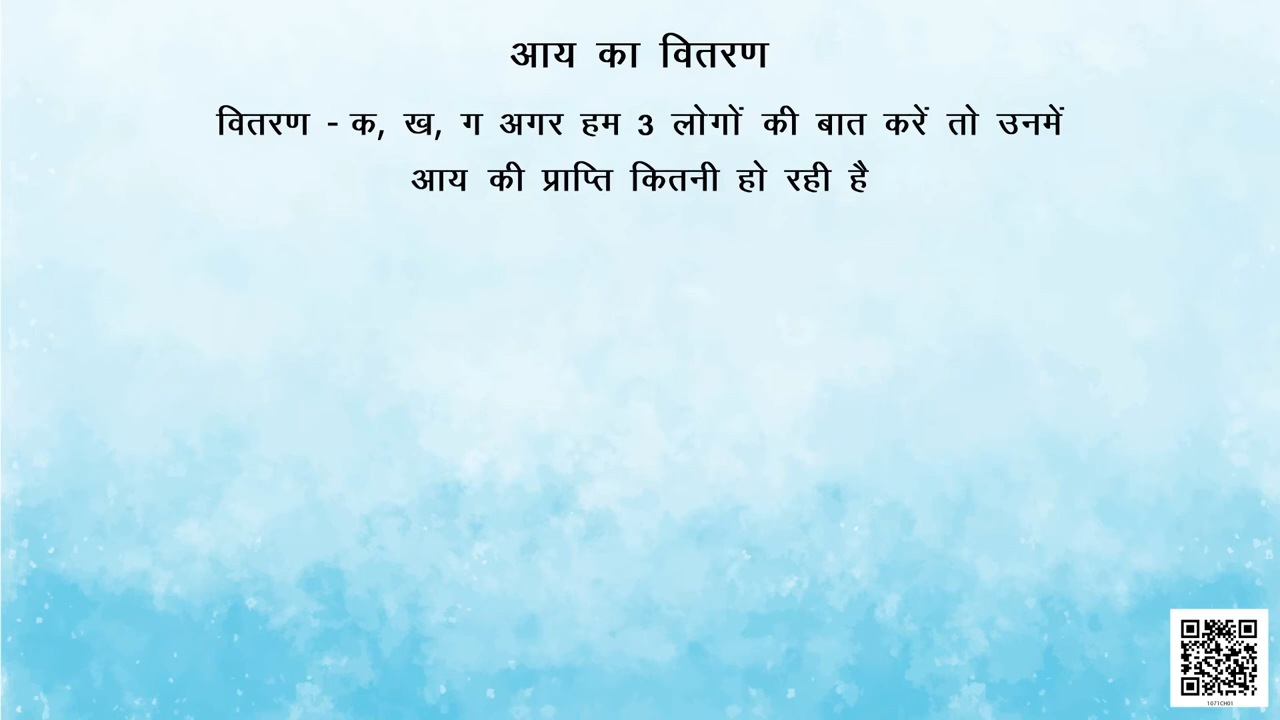 आय का वितरण
वितरण - क, ख, ग अगर हम 3 लोगों की बात करें तो उनमें
आय की प्राप्ति कितनी हो रही है
1071CH01